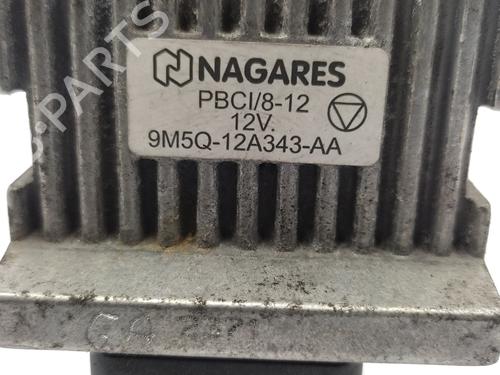 NAGARES
PBCI/8-12
12V.
9M5Q-12A343-AA